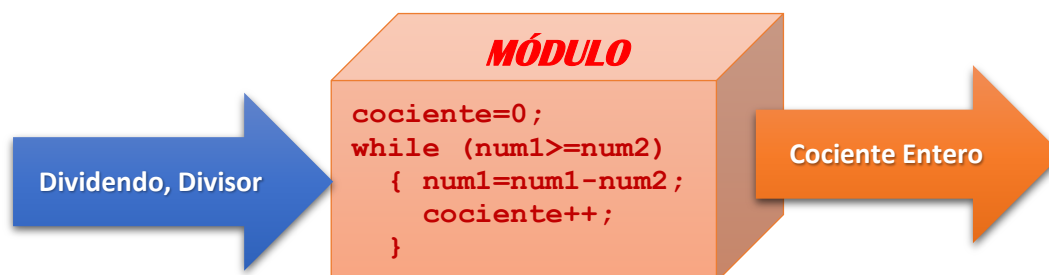 Dividendo, Divisor
MÓDULO
cociente=0;
while (num1>=num2)
{ num1=num1-num2;
cociente++;
}
Cociente Entero